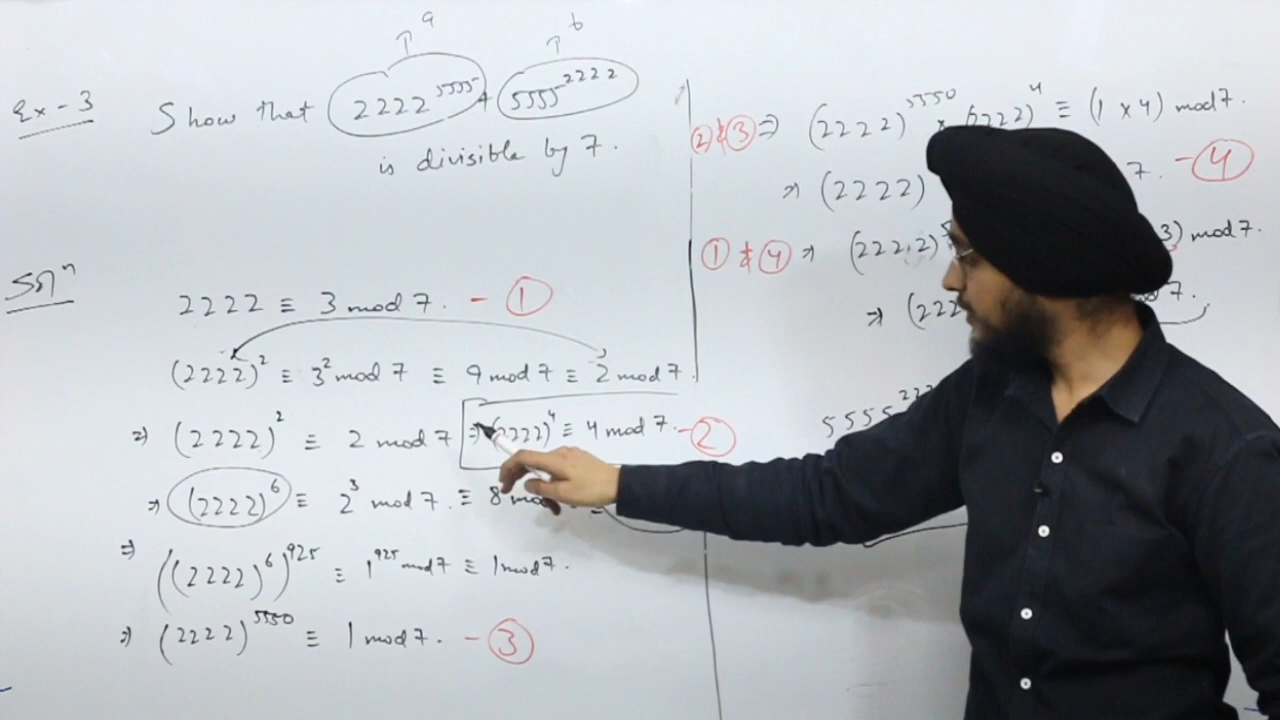 a b
Ex-3 Show that 2222^5555 + 5555^2222
is divisible by 7.
Solⁿ
2222 ≡ 3 mod 7. - ①
(2222)^2 ≡ 3^2 mod 7 ≡ 9 mod 7 ≡ 2 mod 7.
⇒ (2222)^2 ≡ 2 mod 7 ⇒ (2222)^4 ≡ 4 mod 7. - ②
⇒ (2222)^6 ≡ 2^3 mod 7. ≡ 8
⇒ ((2222)^6)^925 ≡ 1^925 mod 7 ≡ 1 mod 7.
⇒ (2222)^5550 ≡ 1 mod 7. - ③
② & ③ ⇒ (2222)^5550 × (2222)^4 ≡ (1 × 4) mod 7.
⇒ (2222) 7. - ④
① & ④ ⇒ (2222) 3) mod 7.
⇒ (222 7.
5555^222